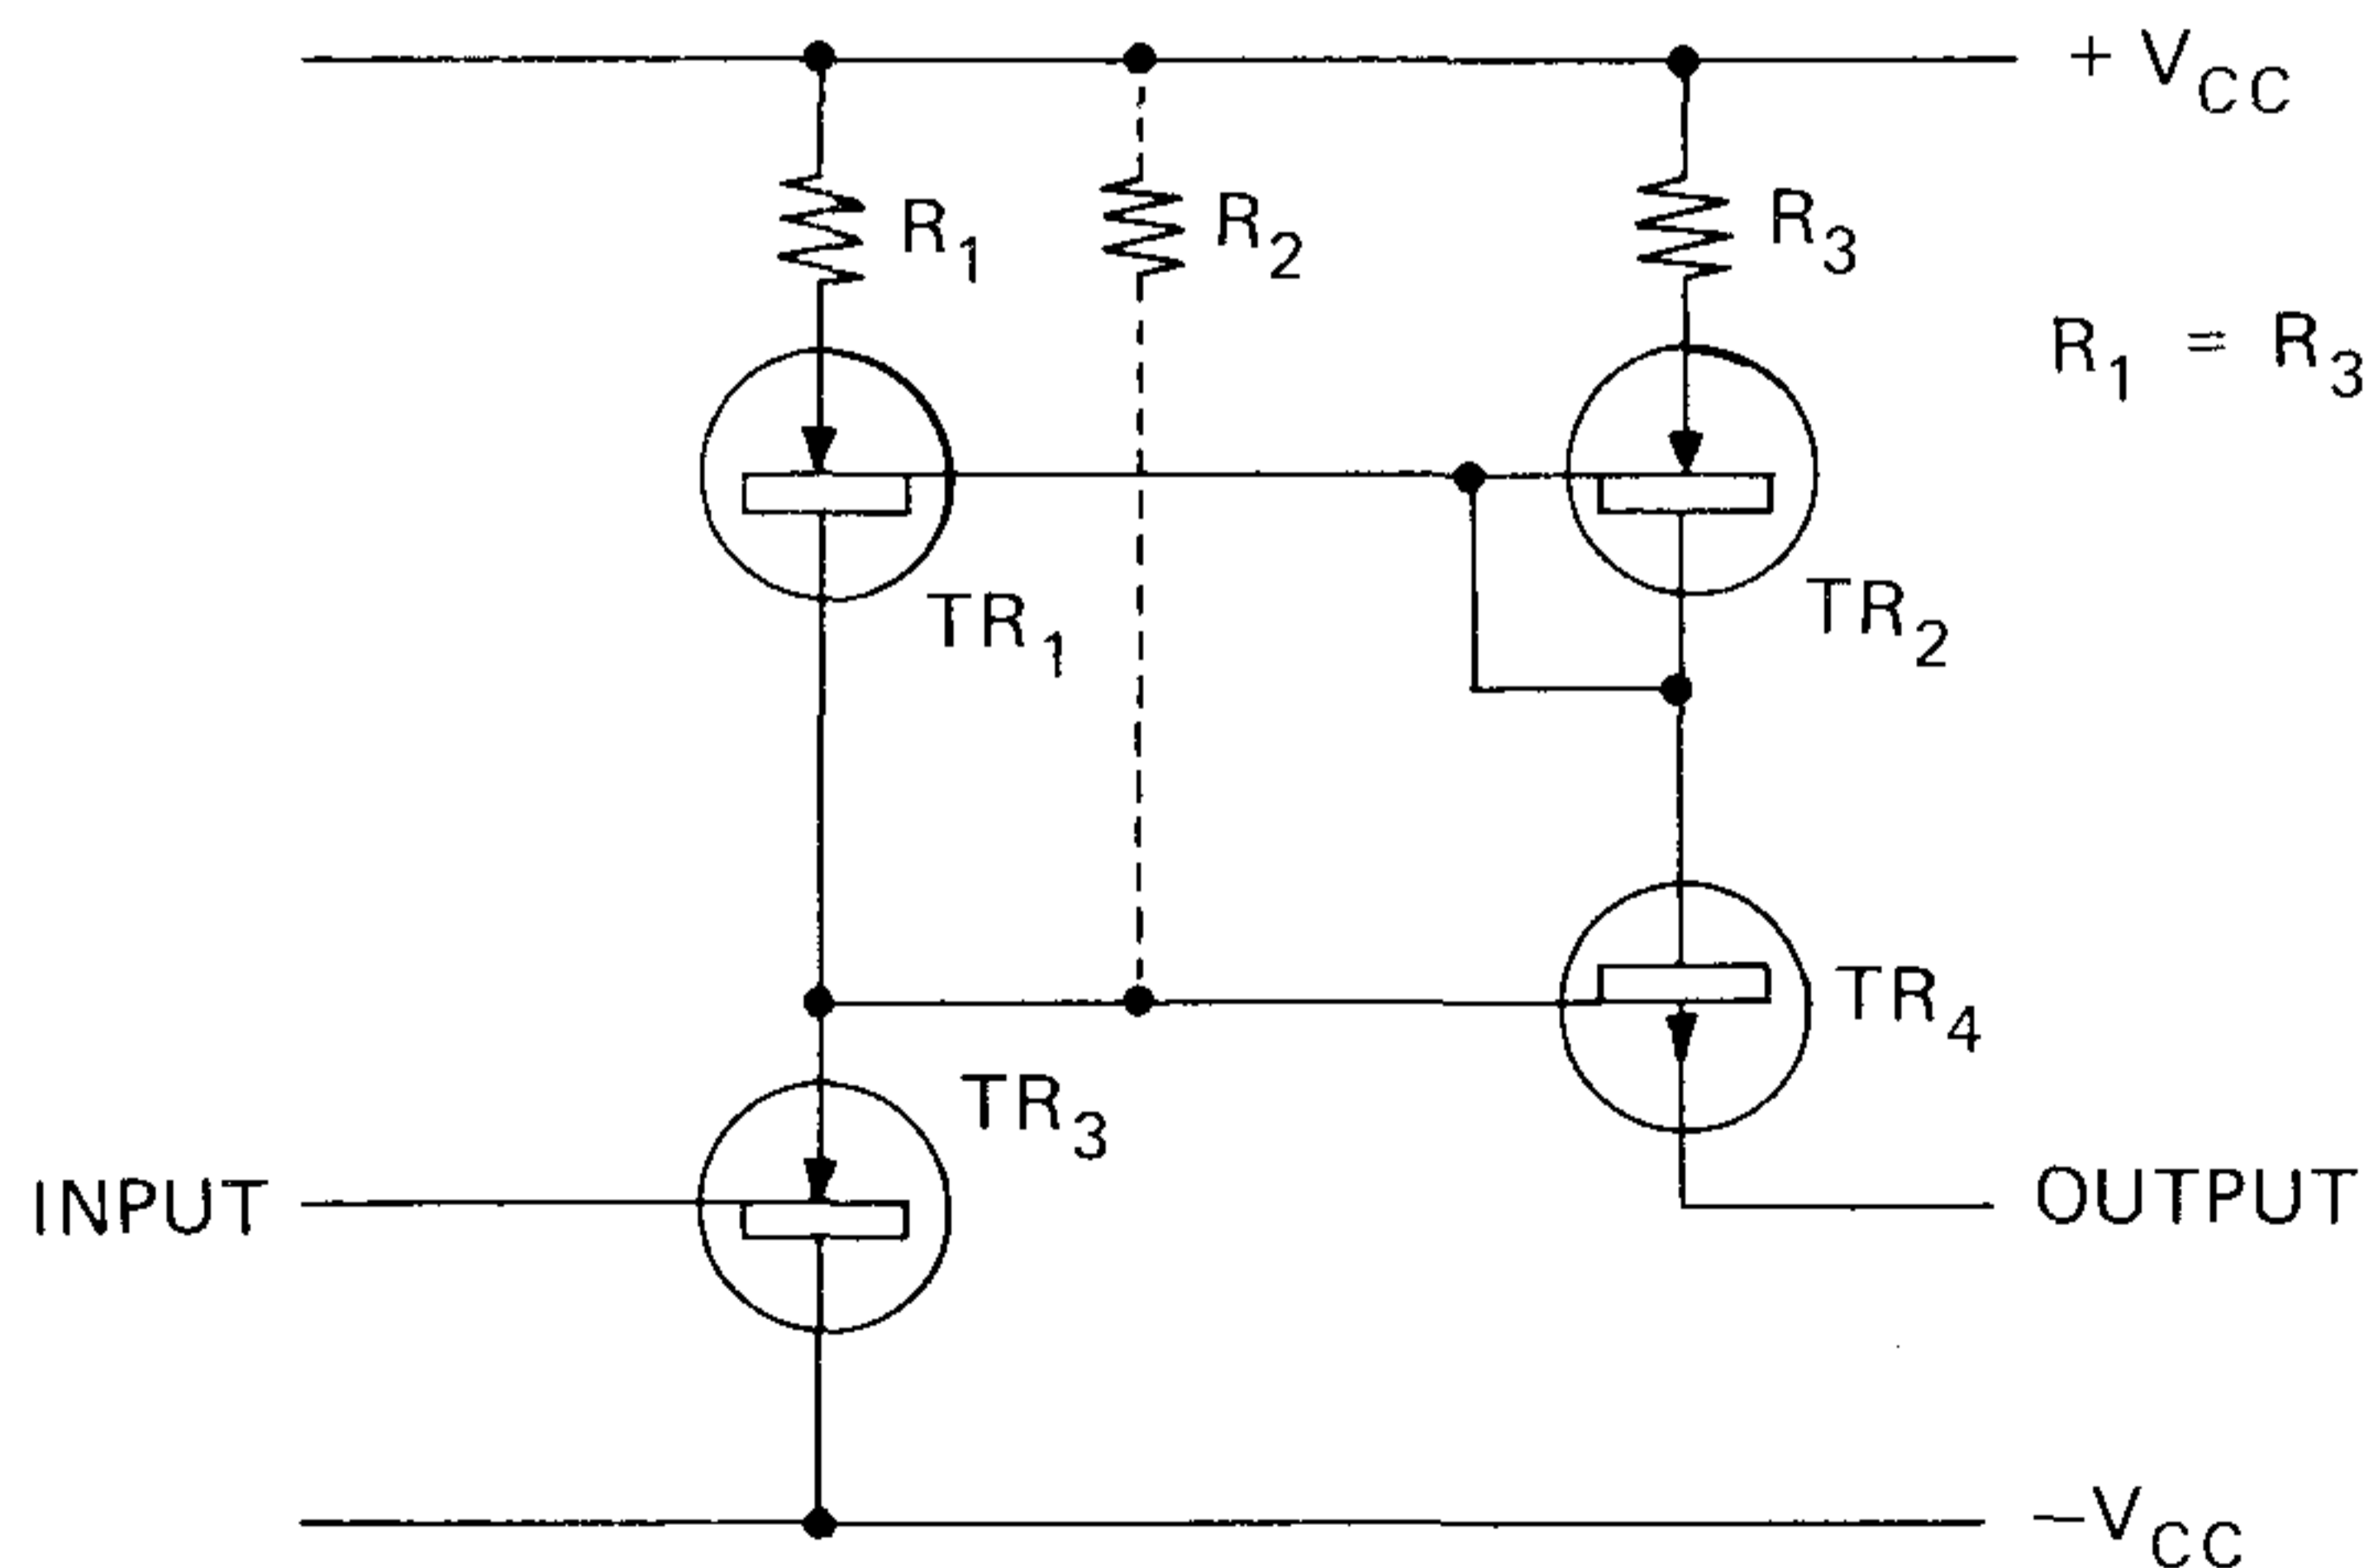 + VCC
R1
R2
R3
R1 = R3
TR1
TR2
TR4
TR3
INPUT
OUTPUT
−VCC